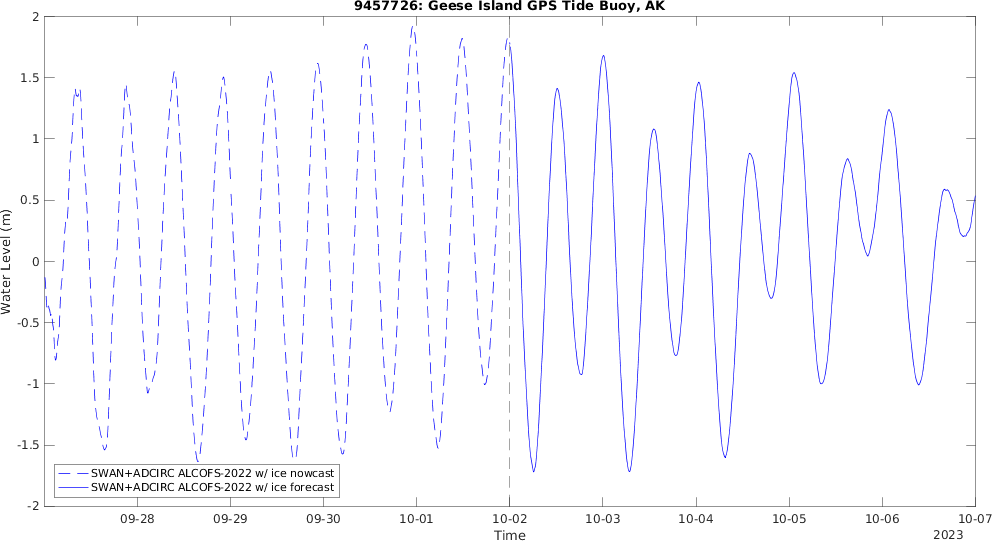 9457726: Geese Island GPS Tide Buoy, AK
2
1.5
1
0.5
0
-0.5
-1
-1.5
-2
Water Level (m)
SWAN+ADCIRC ALCOFS-2022 w/ ice nowcast
SWAN+ADCIRC ALCOFS-2022 w/ ice forecast
09-28 09-29 09-30 10-01 10-02 10-03 10-04 10-05 10-06 10-07
Time
2023